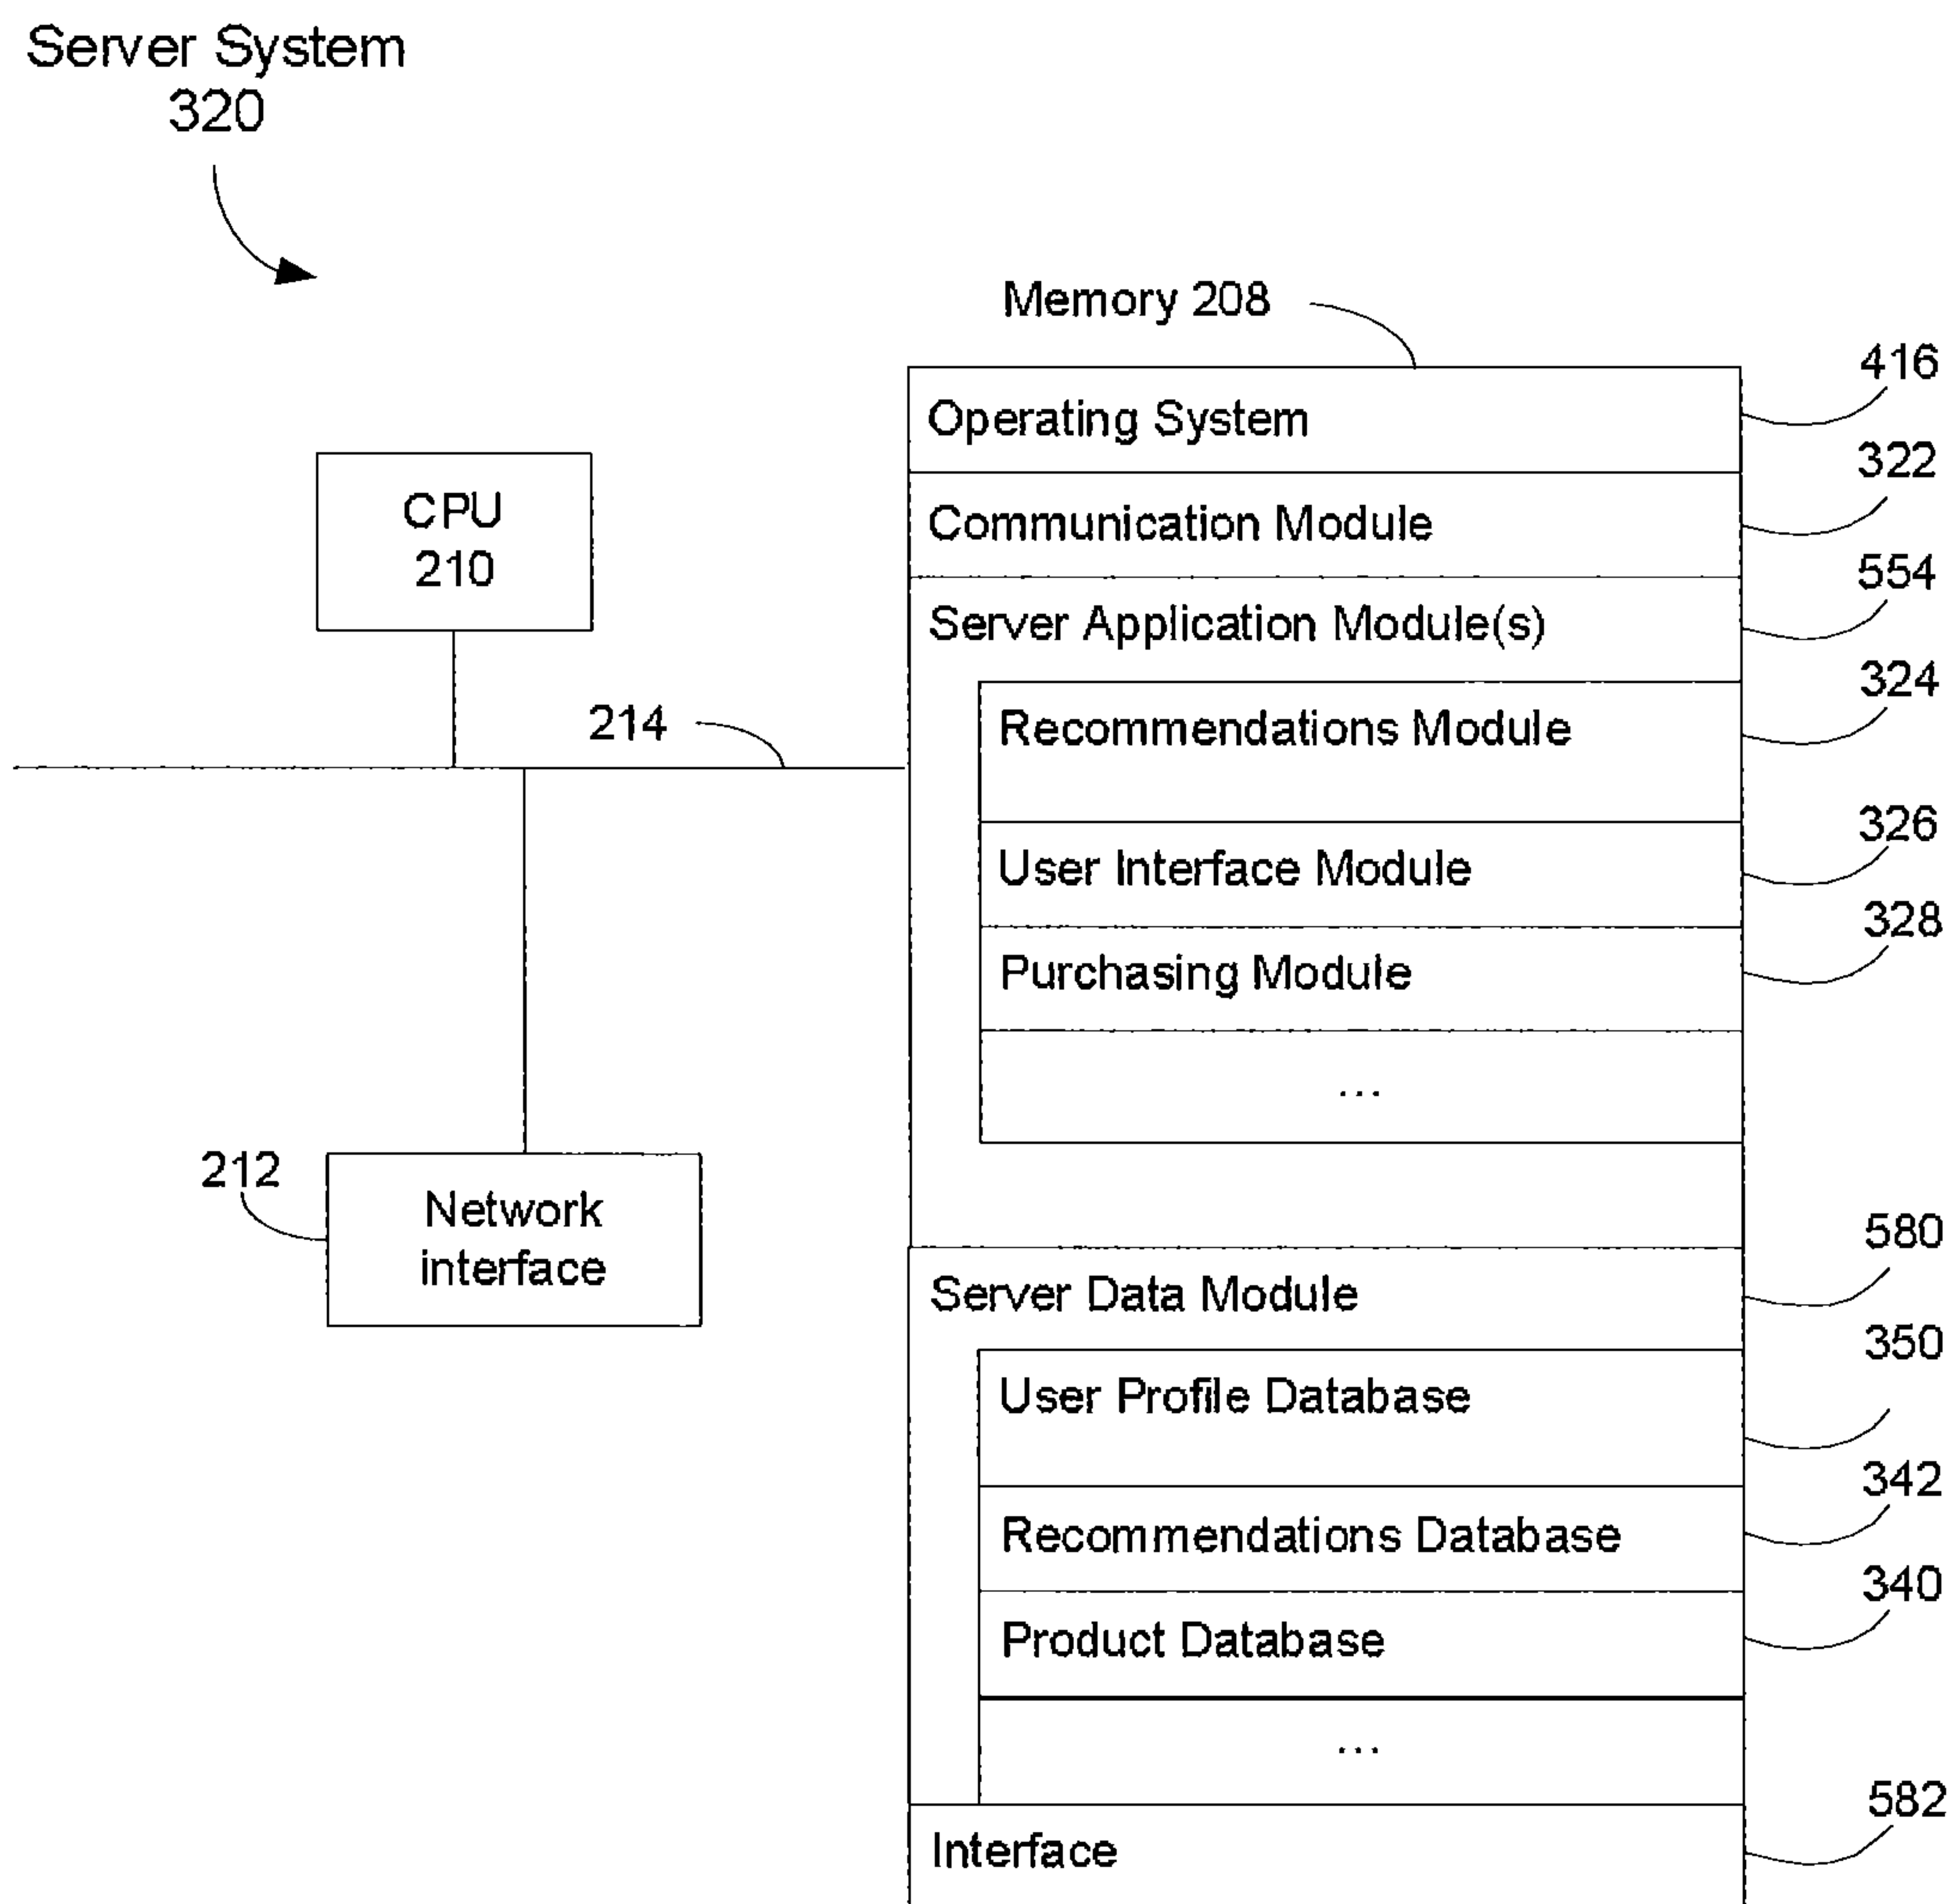 Server System
320
Memory 208
416
Operating System
322
CPU
210
Communication Module
554
Server Application Module(s)
324
214
Recommendations Module
326
User Interface Module
328
Purchasing Module
...
212
Network
interface
580
Server Data Module
350
User Profile Database
342
Recommendations Database
340
Product Database
...
582
Interface